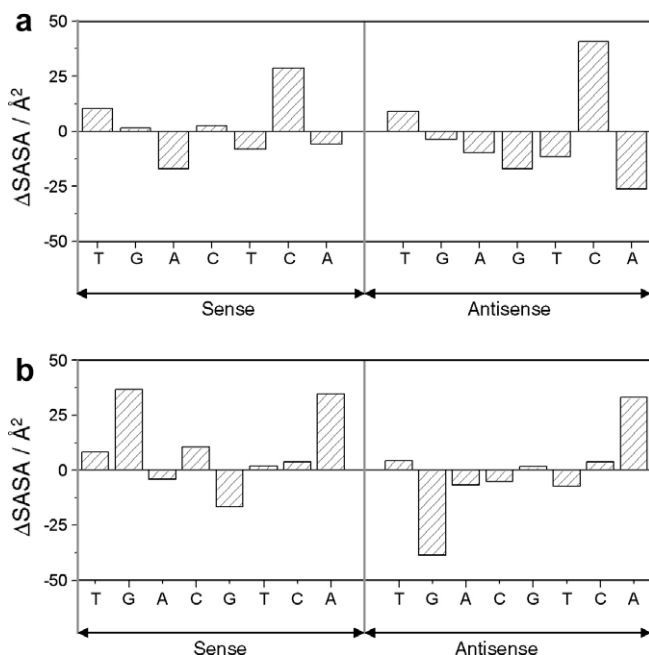 a
50
25
0
-25
-50
ΔSASA / Å²
T G A C T C A T G A G T C A
Sense Antisense
b
50
25
0
-25
-50
ΔSASA / Å²
T G A C G T C A T G A C G T C A
Sense Antisense